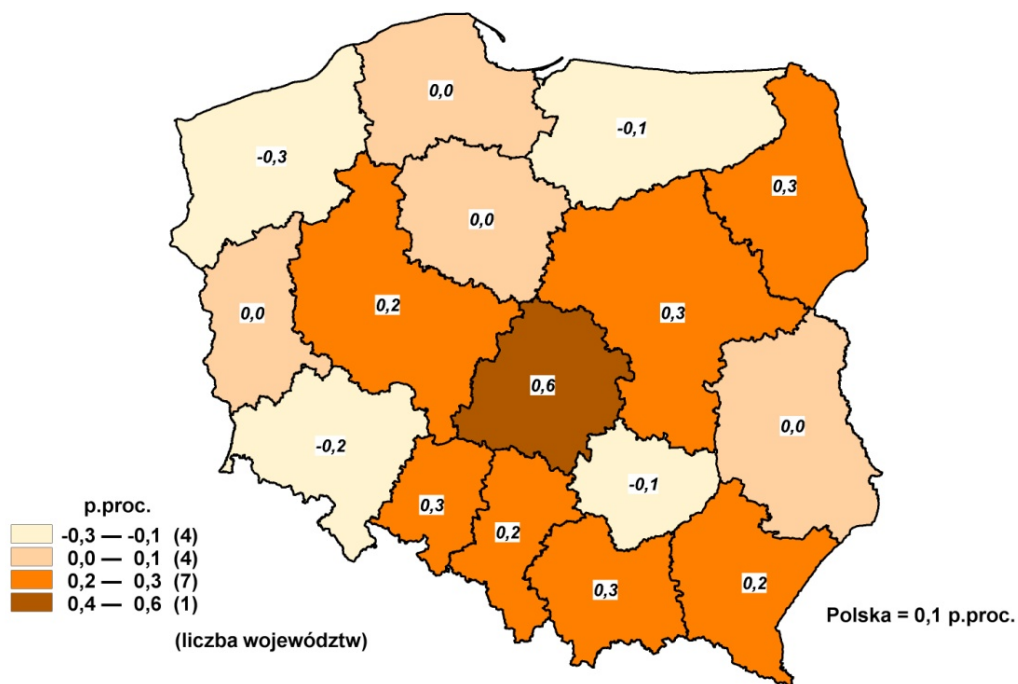 0,0
-0,1
-0,3
0,3
0,0
0,2
0,0
0,3
0,6
0,0
-0,2
-0,1
0,3
0,2
0,3
0,2
p.proc.
-0,3 — -0,1 (4)
0,0 — 0,1 (4)
0,2 — 0,3 (7)
0,4 — 0,6 (1)
(liczba województw)
Polska = 0,1 p.proc.